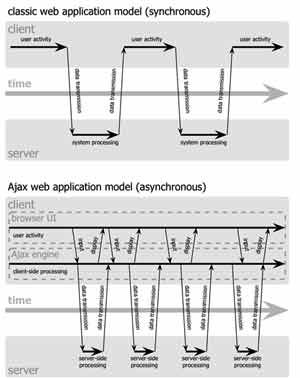 classic web application model (synchronous)
client
user activity
user activity
user activity
data transmission
data transmission
data transmission
data transmission
time
system processing
system processing
server
Ajax web application model (asynchronous)
client
browser UI
user activity
input
display
input
display
input
display
input
display
Ajax engine
client-side processing
data transmission
data transmission
data transmission
data transmission
data transmission
data transmission
data transmission
data transmission
time
server-side
processing
server-side
processing
server-side
processing
server-side
processing
server